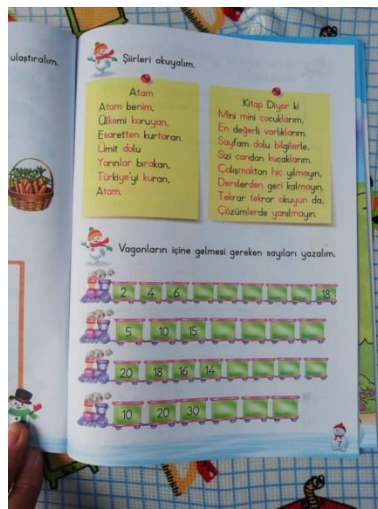 ulaştıralım.
Şiirleri okuyalım.
Atam
Atam benim,
Ülkemi koruyan,
Esaretten kurtaran.
Ümit dolu
Yarınlar bırakan,
Türkiye'yi kuran,
Atam.
Kitap Diyor ki
Mini mini çocuklarım,
En değerli varlıklarım.
Sayfam dolu bilgilerle,
Sizi candan kucaklarım.
Çalışmaktan hiç yılmayın,
Derslerden geri kalmayın,
Tekrar tekrar okuyun da,
Çözümlerde yanılmayın.
Vagonların içine gelmesi gereken sayıları yazalım.
2 4 6 18
5 10 15
20 18 16 14
10 20 30
7